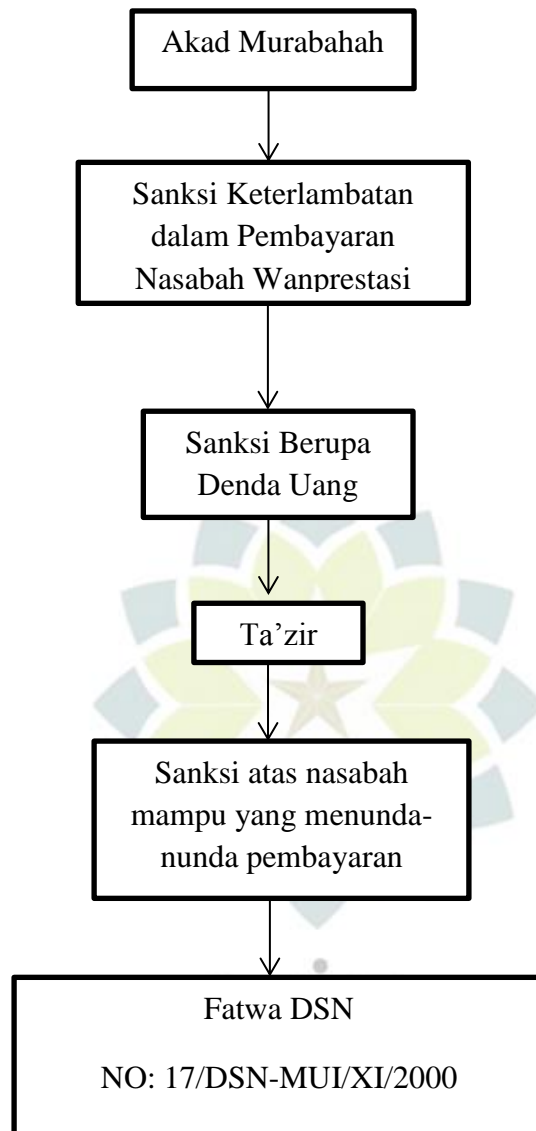 Akad Murabahah
Sanksi Keterlambatan
dalam Pembayaran
Nasabah Wanprestasi
Sanksi Berupa
Denda Uang
Ta’zir
Sanksi atas nasabah
mampu yang menunda-
nunda pembayaran
Fatwa DSN
NO: 17/DSN-MUI/XI/2000